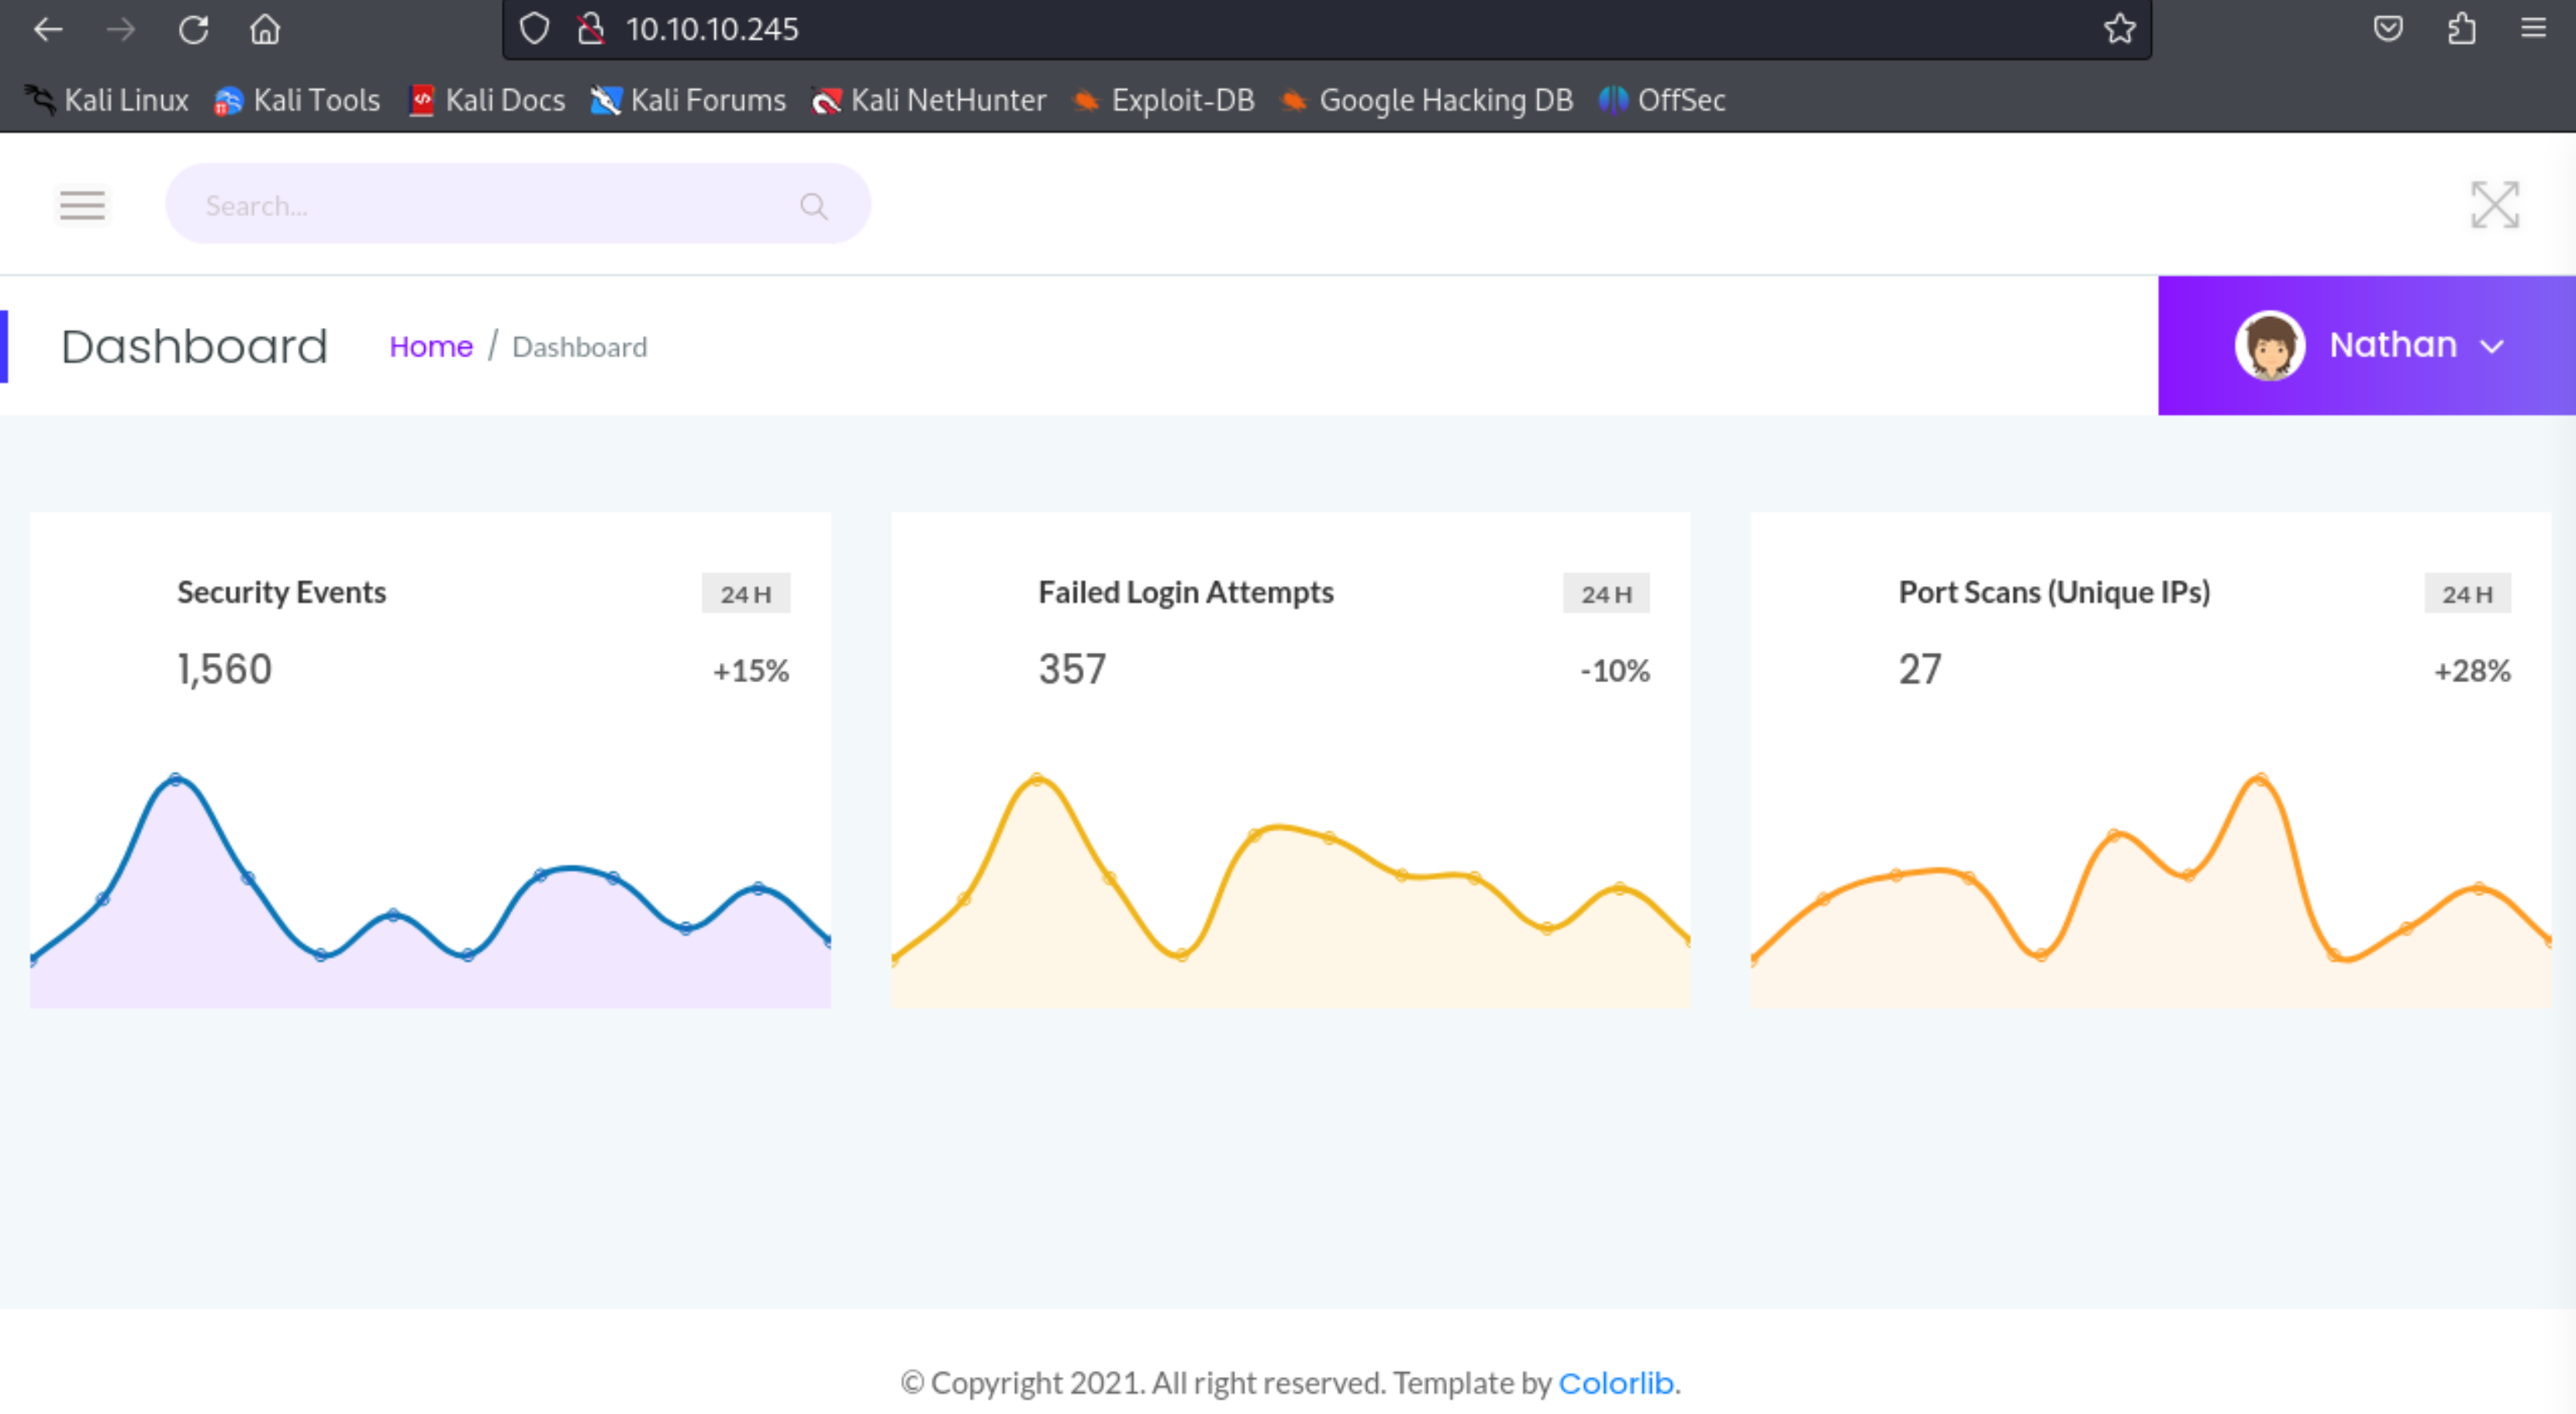 10.10.10.245
Kali Linux Kali Tools Kali Docs Kali Forums Kali NetHunter Exploit-DB Google Hacking DB OffSec
Search...
Dashboard Home / Dashboard
Nathan
Security Events 24 H
1,560 +15%
Failed Login Attempts 24 H
357 -10%
Port Scans (Unique IPs) 24 H
27 +28%
© Copyright 2021. All right reserved. Template by Colorlib.